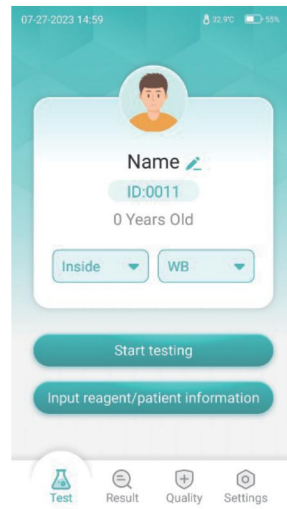 07-27-2023 14:59 32.9°C 55%
Name
ID:0011
0 Years Old
Inside WB
Start testing
Input reagent/patient information
Test Result Quality Settings